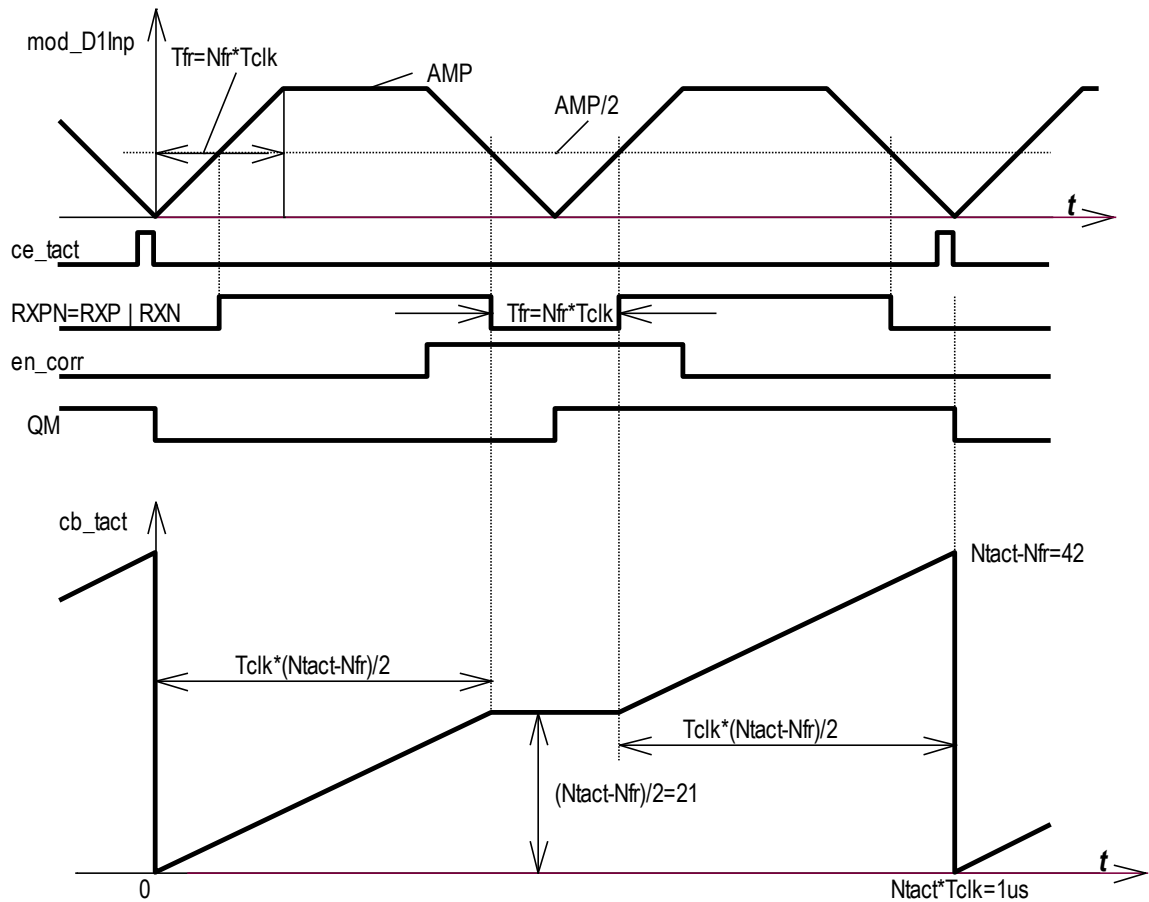 mod_D1Inp
Tfr=Nfr*Tclk
AMP
AMP/2
t
ce_tact
RXPN=RXP | RXN
Tfr=Nfr*Tclk
en_corr
QM
cb_tact
Ntact-Nfr=42
Tclk*(Ntact-Nfr)/2
Tclk*(Ntact-Nfr)/2
(Ntact-Nfr)/2=21
t
0
Ntact*Tclk=1us